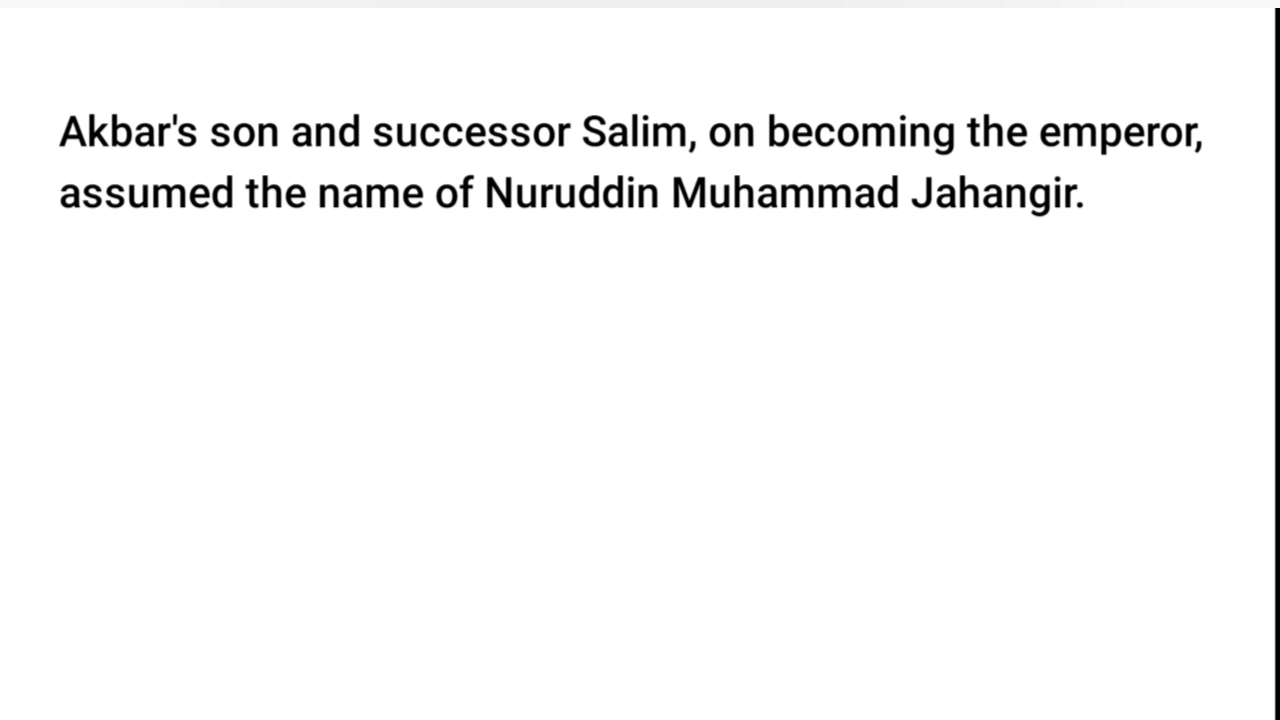 Akbar's son and successor Salim, on becoming the emperor,
assumed the name of Nuruddin Muhammad Jahangir.